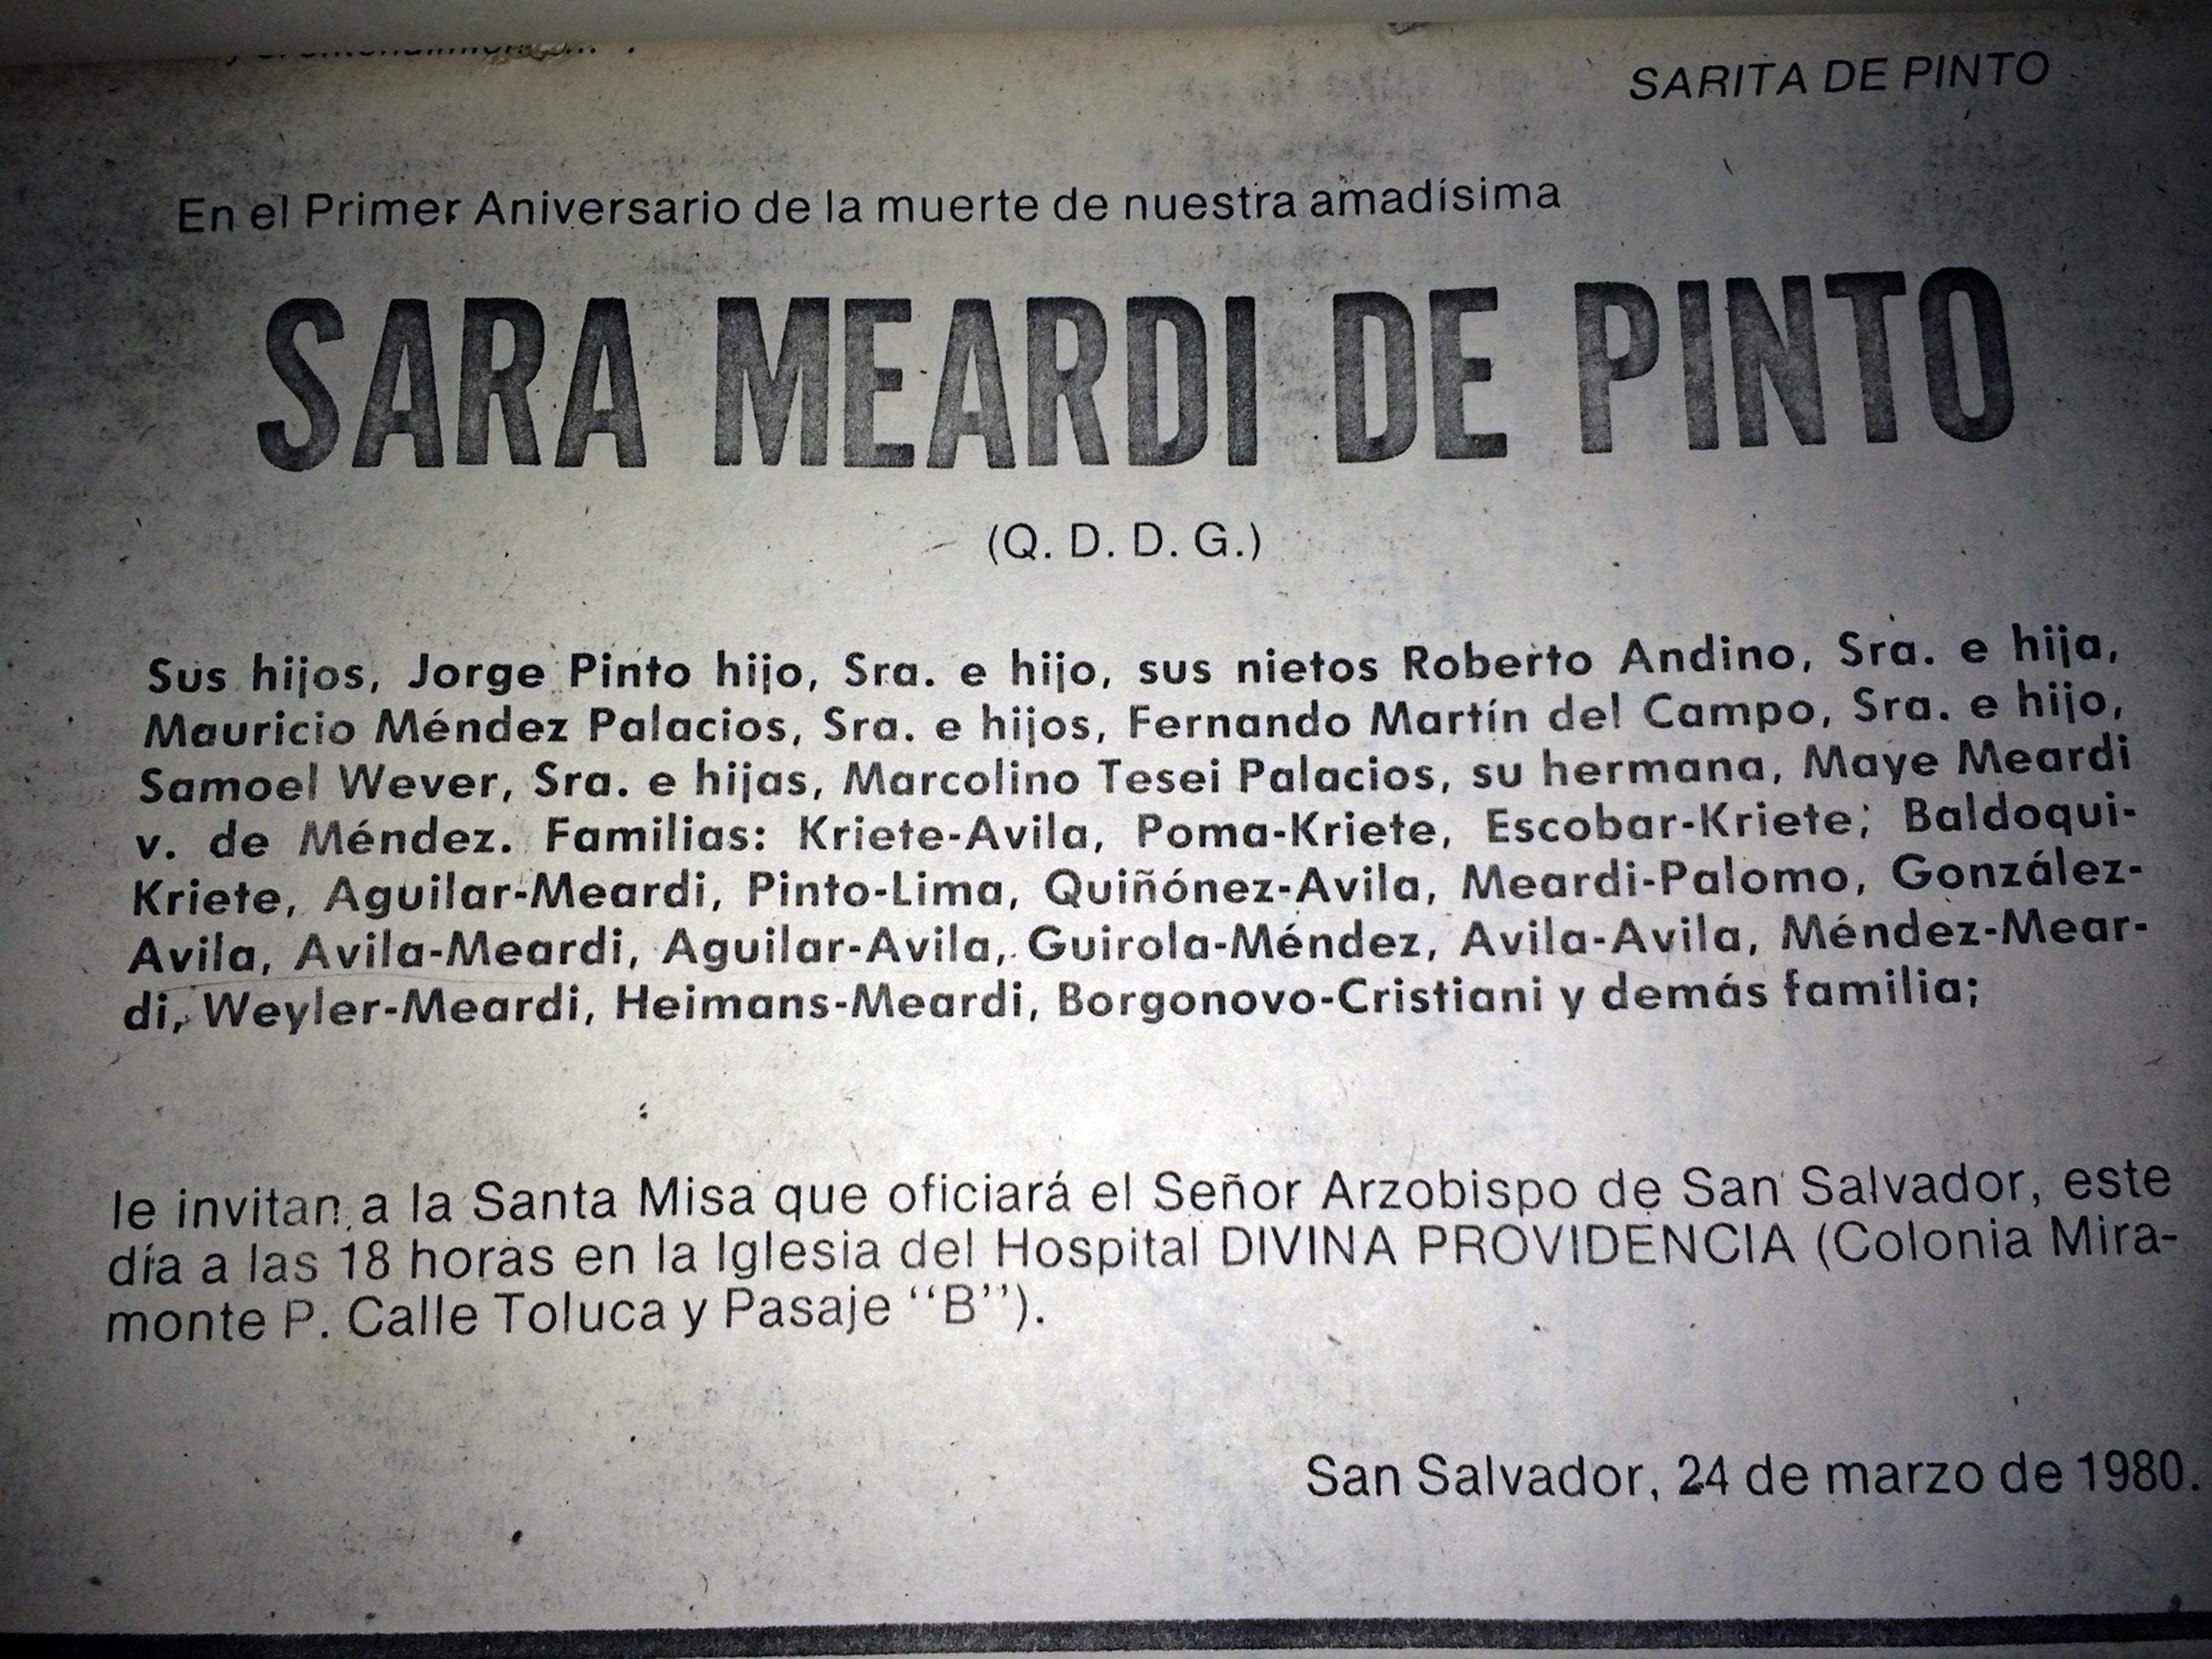 SARITA DE PINTO
En el Primer Aniversario de la muerte de nuestra amadísima
SARA MEARDI DE PINTO
(Q. D. D. G.)
Sus hijos, Jorge Pinto hijo, Sra. e hijo, sus nietos Roberto Andino, Sra. e hija,
Mauricio Méndez Palacios, Sra. e hijos, Fernando Martín del Campo, Sra. e hijo,
Samoel Wever, Sra. e hijas, Marcolino Tesei Palacios, su hermana, Maye Meardi
v. de Méndez. Familias: Kriete-Avila, Poma-Kriete, Escobar-Kriete; Baldoqui-
Kriete, Aguilar-Meardi, Pinto-Lima, Quiñónez-Avila, Meardi-Palomo, González-
Avila, Avila-Meardi, Aguilar-Avila, Guirola-Méndez, Avila-Avila, Méndez-Mear-
di, Weyler-Meardi, Heimans-Meardi, Borgonovo-Cristiani y demás familia;
le invitan a la Santa Misa que oficiará el Señor Arzobispo de San Salvador, este
día a las 18 horas en la Iglesia del Hospital DIVINA PROVIDENCIA (Colonia Mira-
monte P. Calle Toluca y Pasaje "B").
San Salvador, 24 de marzo de 1980.